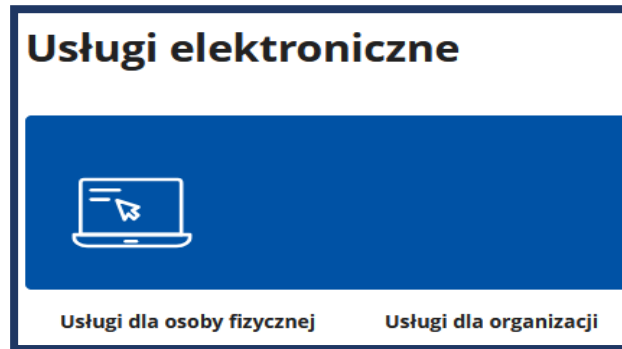 Usługi elektroniczne
Usługi dla osoby fizycznej Usługi dla organizacji